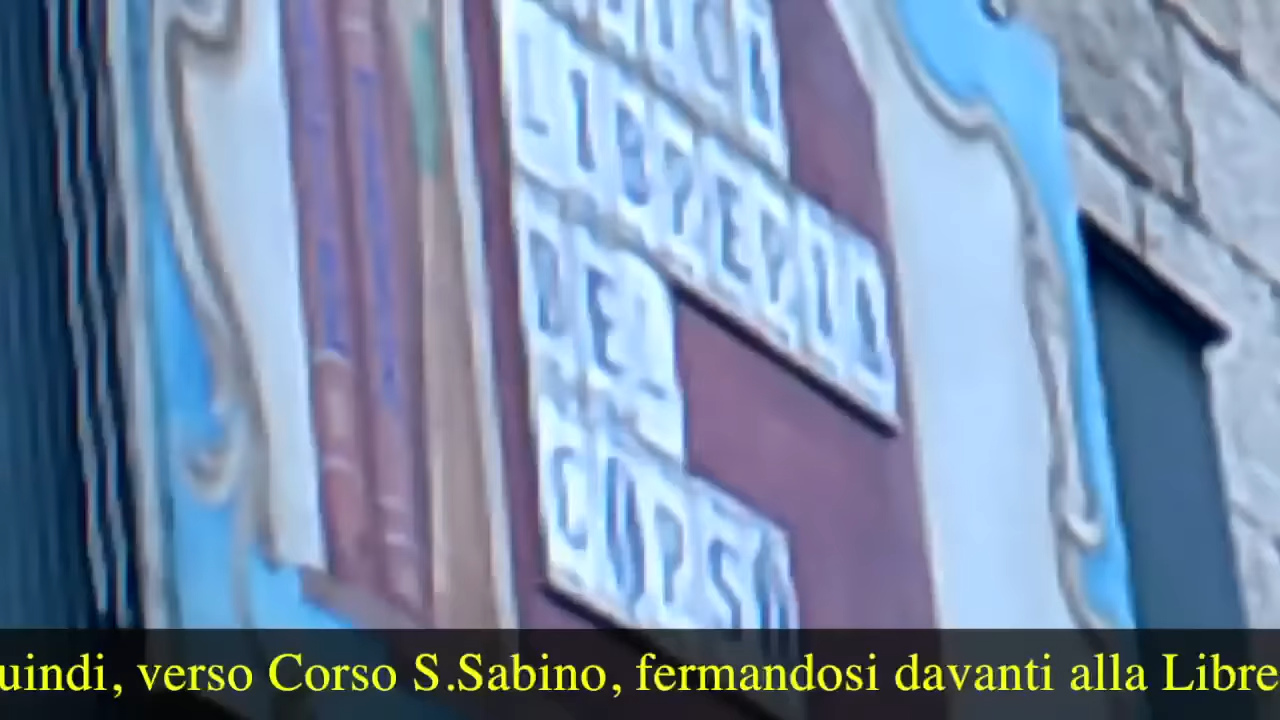 LIBRERIA
DEL
CORSO
uindi, verso Corso S.Sabino, fermandosi davanti alla Libre